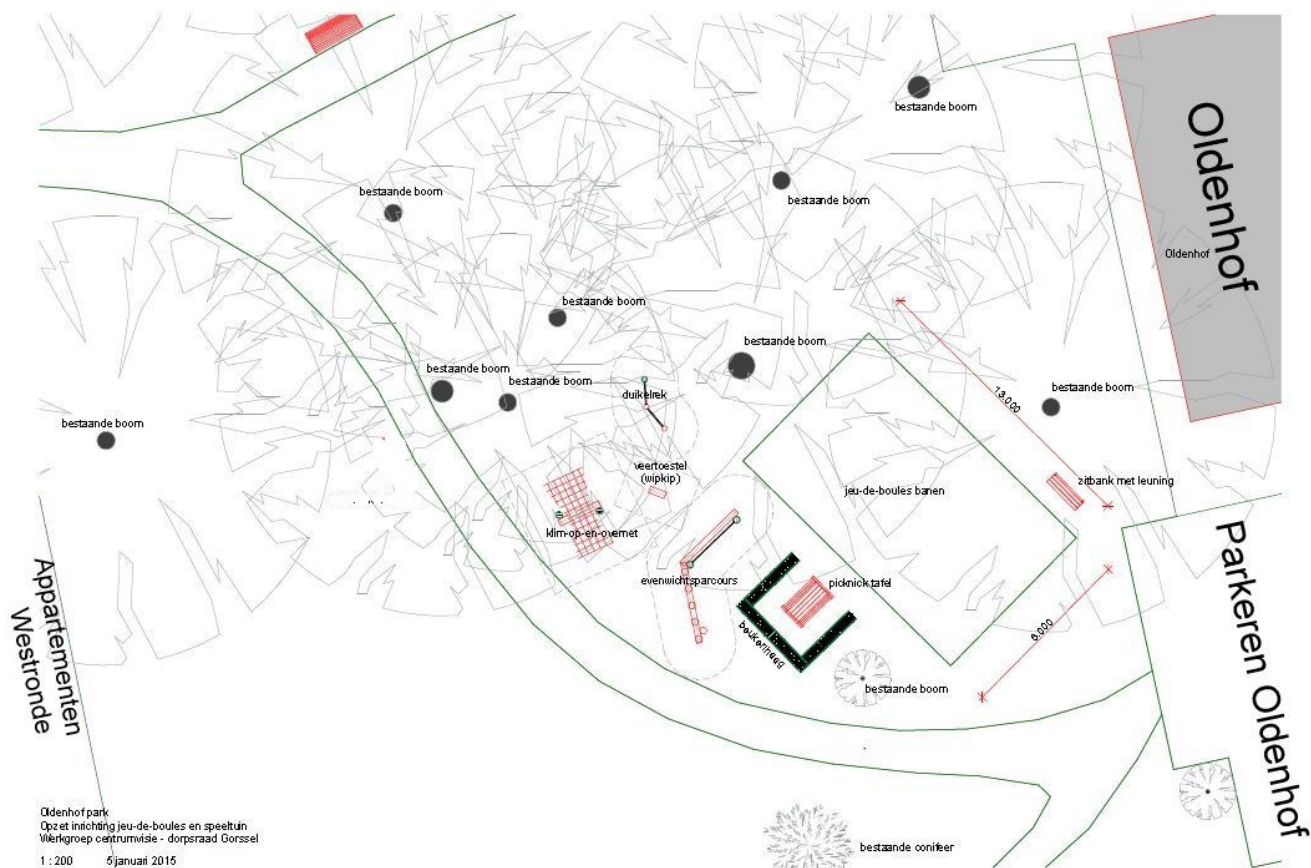 bestaande boom
Oldenhof
bestaande boom
bestaande boom
Oldenhof
bestaande boom
bestaande boom
bestaande boom
bestaande boom
bestaande boom
duikelrek
13.000
bestaande boom
bestaande boom
veertoestel
(wipkip)
zitbank met leuning
jeu-de-boules banen
klim-op-en-overnet
evenwichtsparcours
picknick tafel
beukenhaag
6.000
bestaande boom
Appartementen
Westronde
Parkeren Oldenhof
bestaande conifeer
Oldenhof park
Opzet inrichting jeu-de-boules en speeltuin
Werkgroep centrumvisie - dorpsraad Gorssel
1 : 200 5 januari 2015